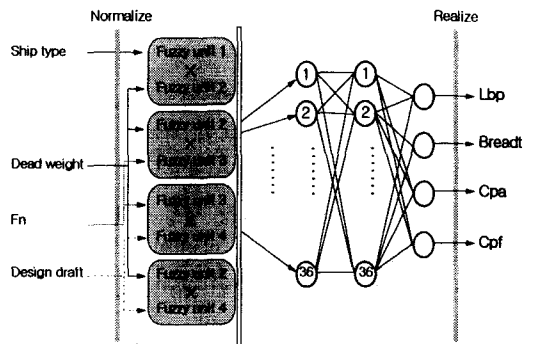 Normalize
Realize
Ship type
Dead weight
Fn
Design draft
Fuzzy unit 1
X
Fuzzy unit 2
Fuzzy unit 2
X
Fuzzy unit 3
Fuzzy unit 3
X
Fuzzy unit 4
Fuzzy unit 2
X
Fuzzy unit 4
1
2
36
1
2
36
Lbp
Breadt
Cpa
Cpf